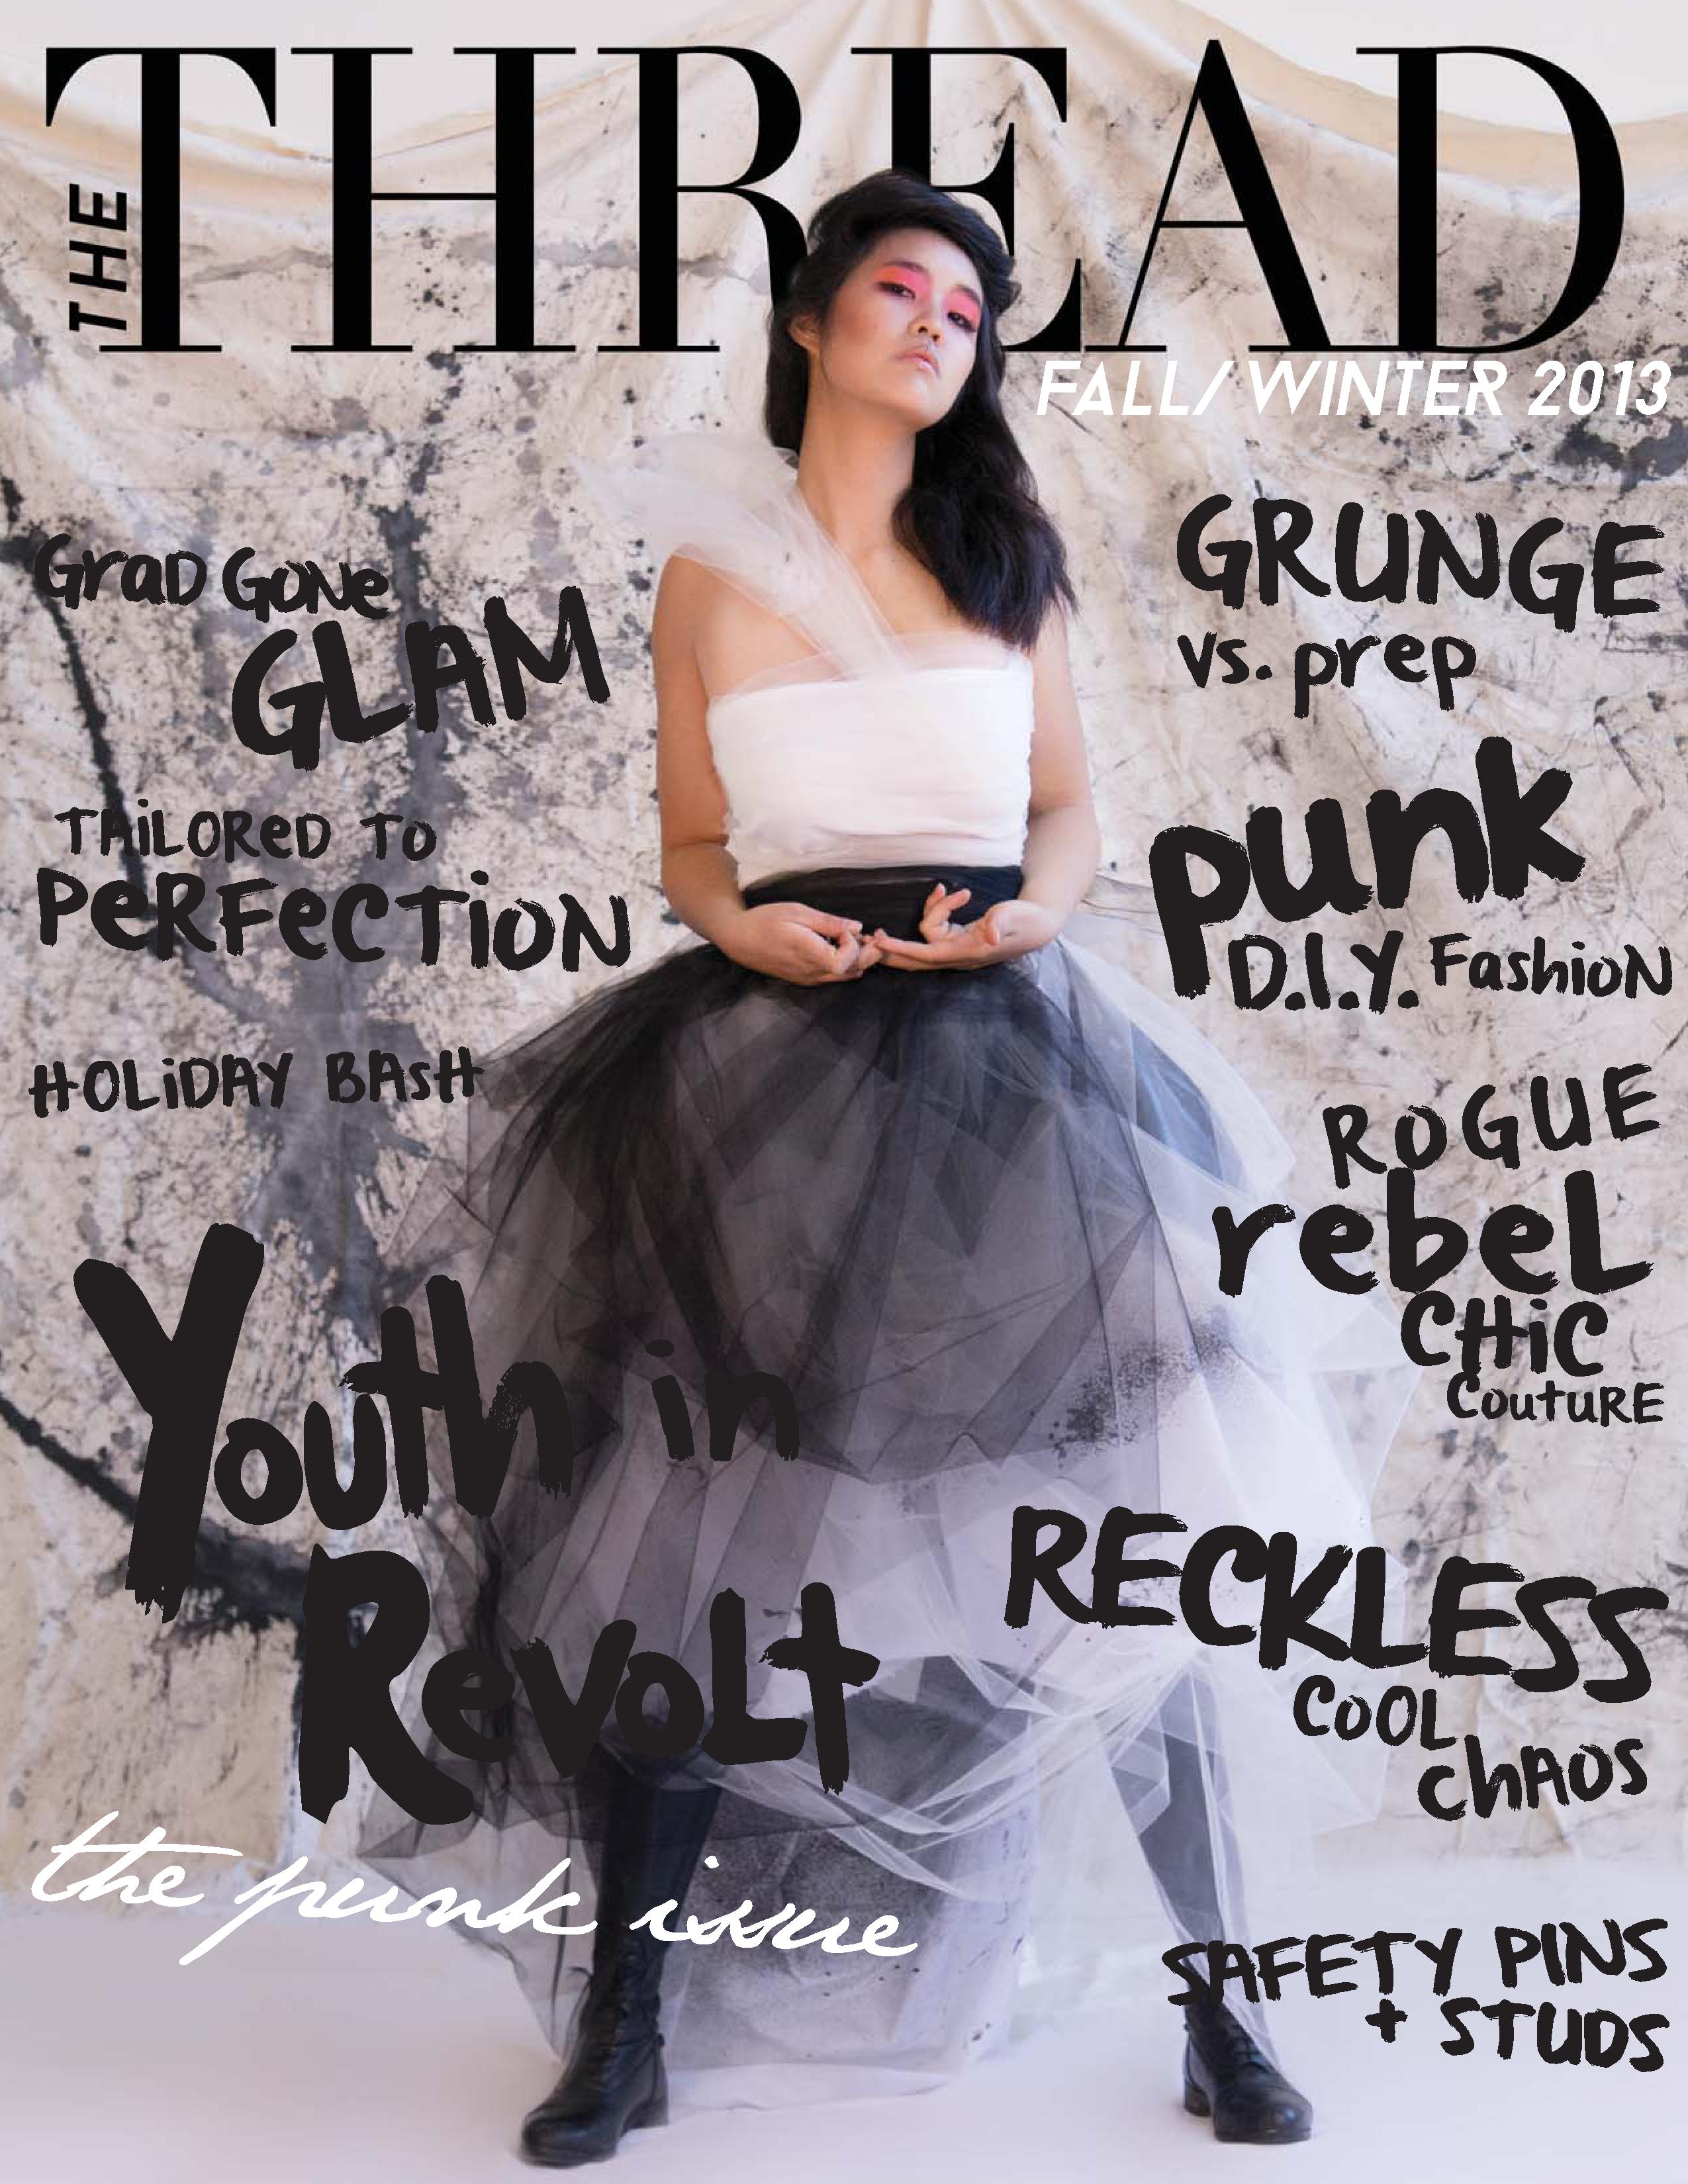 THE
THREAD
FALL/WINTER 2013
GraD GoNe
GLAM
TAiLOReD TO
PeRFeCTiON
HOLiDAY BAsH
Youth in
RevoLt
the punk issue
GRUNGE
vs. prep
punk
D.I.Y. FashioN
ROGUE
rebeL
CHiC
CoutuRE
RECKLESS
CoOL
chAOS
SAFETY PINS
+ STUDS